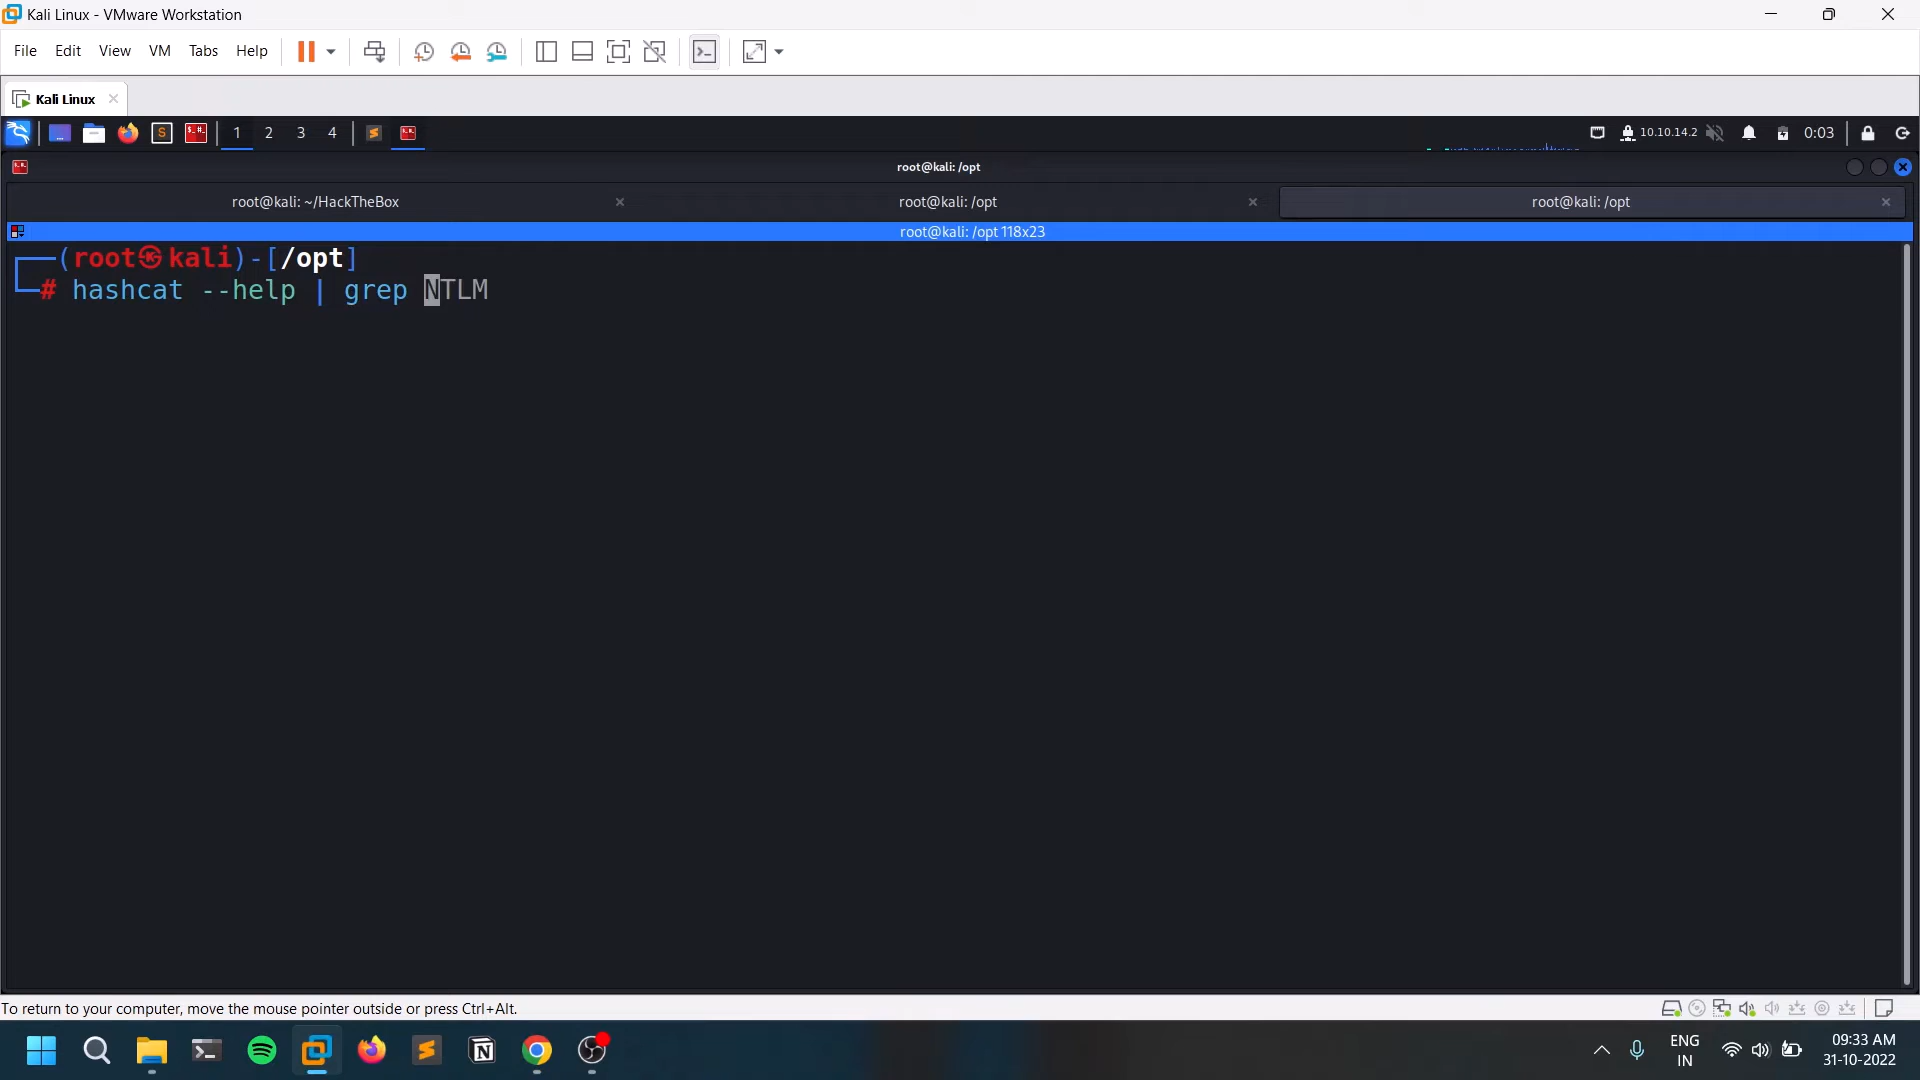 Kali Linux - VMware Workstation
File Edit View VM Tabs Help
Kali Linux
1 2 3 4 10.10.14.2 0:03
root@kali: /opt
root@kali: ~/HackTheBox root@kali: /opt root@kali: /opt
root@kali: /opt 118x23
(root㉿kali)-[/opt]
# hashcat --help | grep NTLM
To return to your computer, move the mouse pointer outside or press Ctrl+Alt.
ENG 09:33 AM
IN 31-10-2022